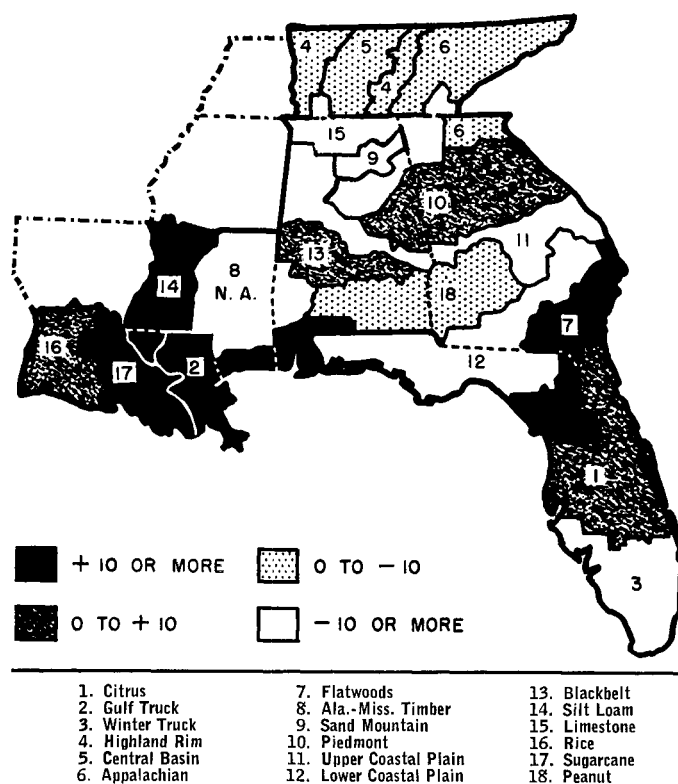 4 5 4 6
15 6
9
10
11
13
8
N. A.
14
18
7
16
17 2
12
1
3
+ 10 OR MORE 0 TO - 10
0 TO + 10 - 10 OR MORE
1. Citrus 7. Flatwoods 13. Blackbelt
2. Gulf Truck 8. Ala.-Miss. Timber 14. Silt Loam
3. Winter Truck 9. Sand Mountain 15. Limestone
4. Highland Rim 10. Piedmont 16. Rice
5. Central Basin 11. Upper Coastal Plain 17. Sugarcane
6. Appalachian 12. Lower Coastal Plain 18. Peanut